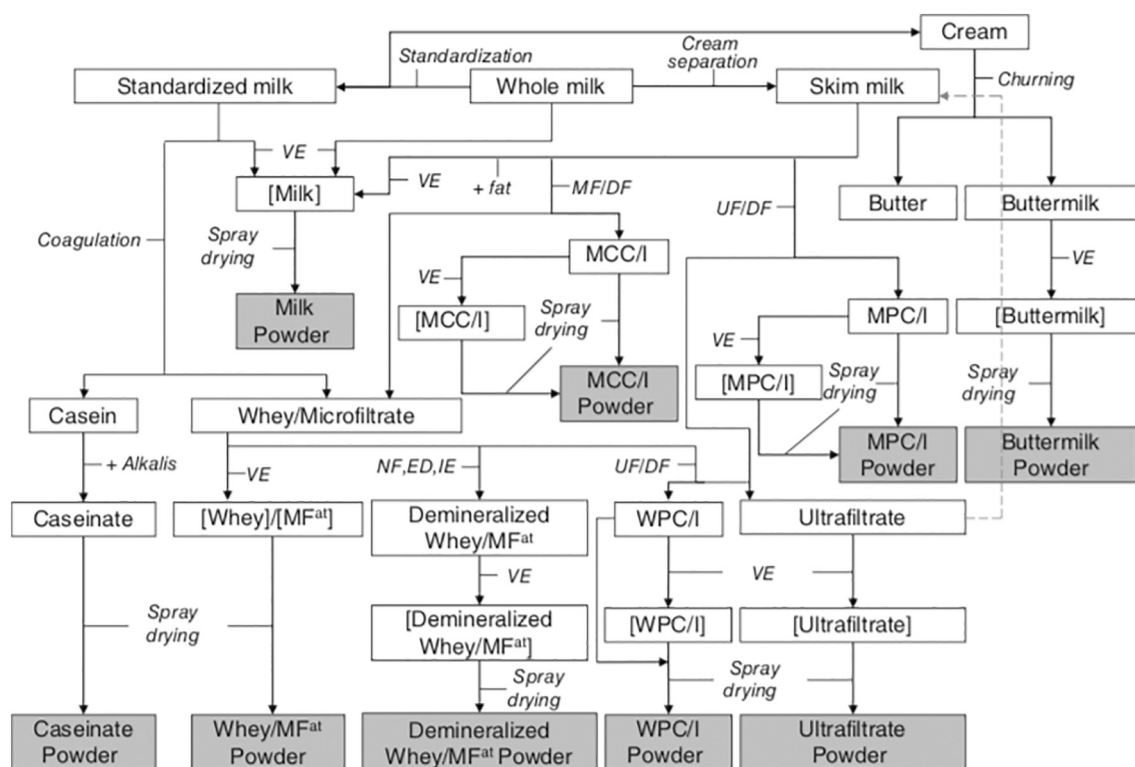 Cream
Standardization
Cream
separation
Standardized milk
Whole milk
Skim milk
Churning
VE
[Milk]
VE
+ fat
MF/DF
UF/DF
Butter
Buttermilk
Coagulation
Spray
drying
MCC/I
VE
VE
Milk
Powder
[MCC/I]
Spray
drying
MPC/I
[Buttermilk]
VE
[MPC/I]
Spray
drying
Spray
drying
MCC/I
Powder
Casein
Whey/Microfiltrate
MPC/I
Powder
Buttermilk
Powder
+ Alkalis
VE
NF,ED,IE
UF/DF
Caseinate
[Whey]/[MFᵃᵗ]
Demineralized
Whey/MFᵃᵗ
WPC/I
Ultrafiltrate
VE
VE
Spray
drying
[Demineralized
Whey/MFᵃᵗ]
[WPC/I]
[Ultrafiltrate]
Spray
drying
Spray
drying
Caseinate
Powder
Whey/MFᵃᵗ
Powder
Demineralized
Whey/MFᵃᵗ Powder
WPC/I
Powder
Ultrafiltrate
Powder